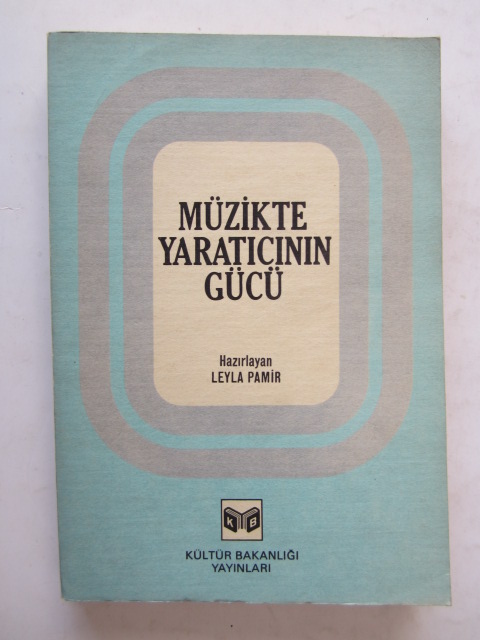 MÜZİKTE
YARATICININ
GÜCÜ
Hazırlayan
LEYLA PAMİR
K B
KÜLTÜR BAKANLIĞI
YAYINLARI